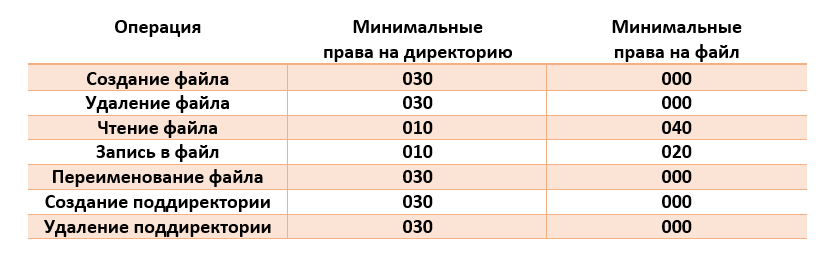 Операция Минимальные права на директорию Минимальные права на файл
Создание файла 030 000
Удаление файла 030 000
Чтение файла 010 040
Запись в файл 010 020
Переименование файла 030 000
Создание поддиректории 030 000
Удаление поддиректории 030 000